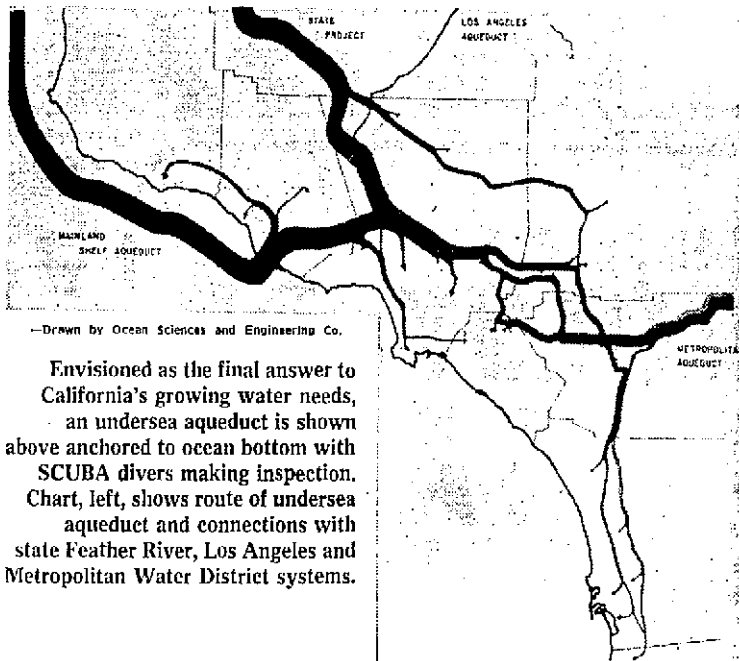 STATE
PROJECT
LOS ANGELES
AQUEDUCT
MAINLAND
SHELF AQUEDUCT
METROPOLITA
AQUEDUCT
—Drawn by Ocean Sciences and Engineering Co.
Envisioned as the final answer to
California's growing water needs,
an undersea aqueduct is shown
above anchored to ocean bottom with
SCUBA divers making inspection.
Chart, left, shows route of undersea
aqueduct and connections with
state Feather River, Los Angeles and
Metropolitan Water District systems.